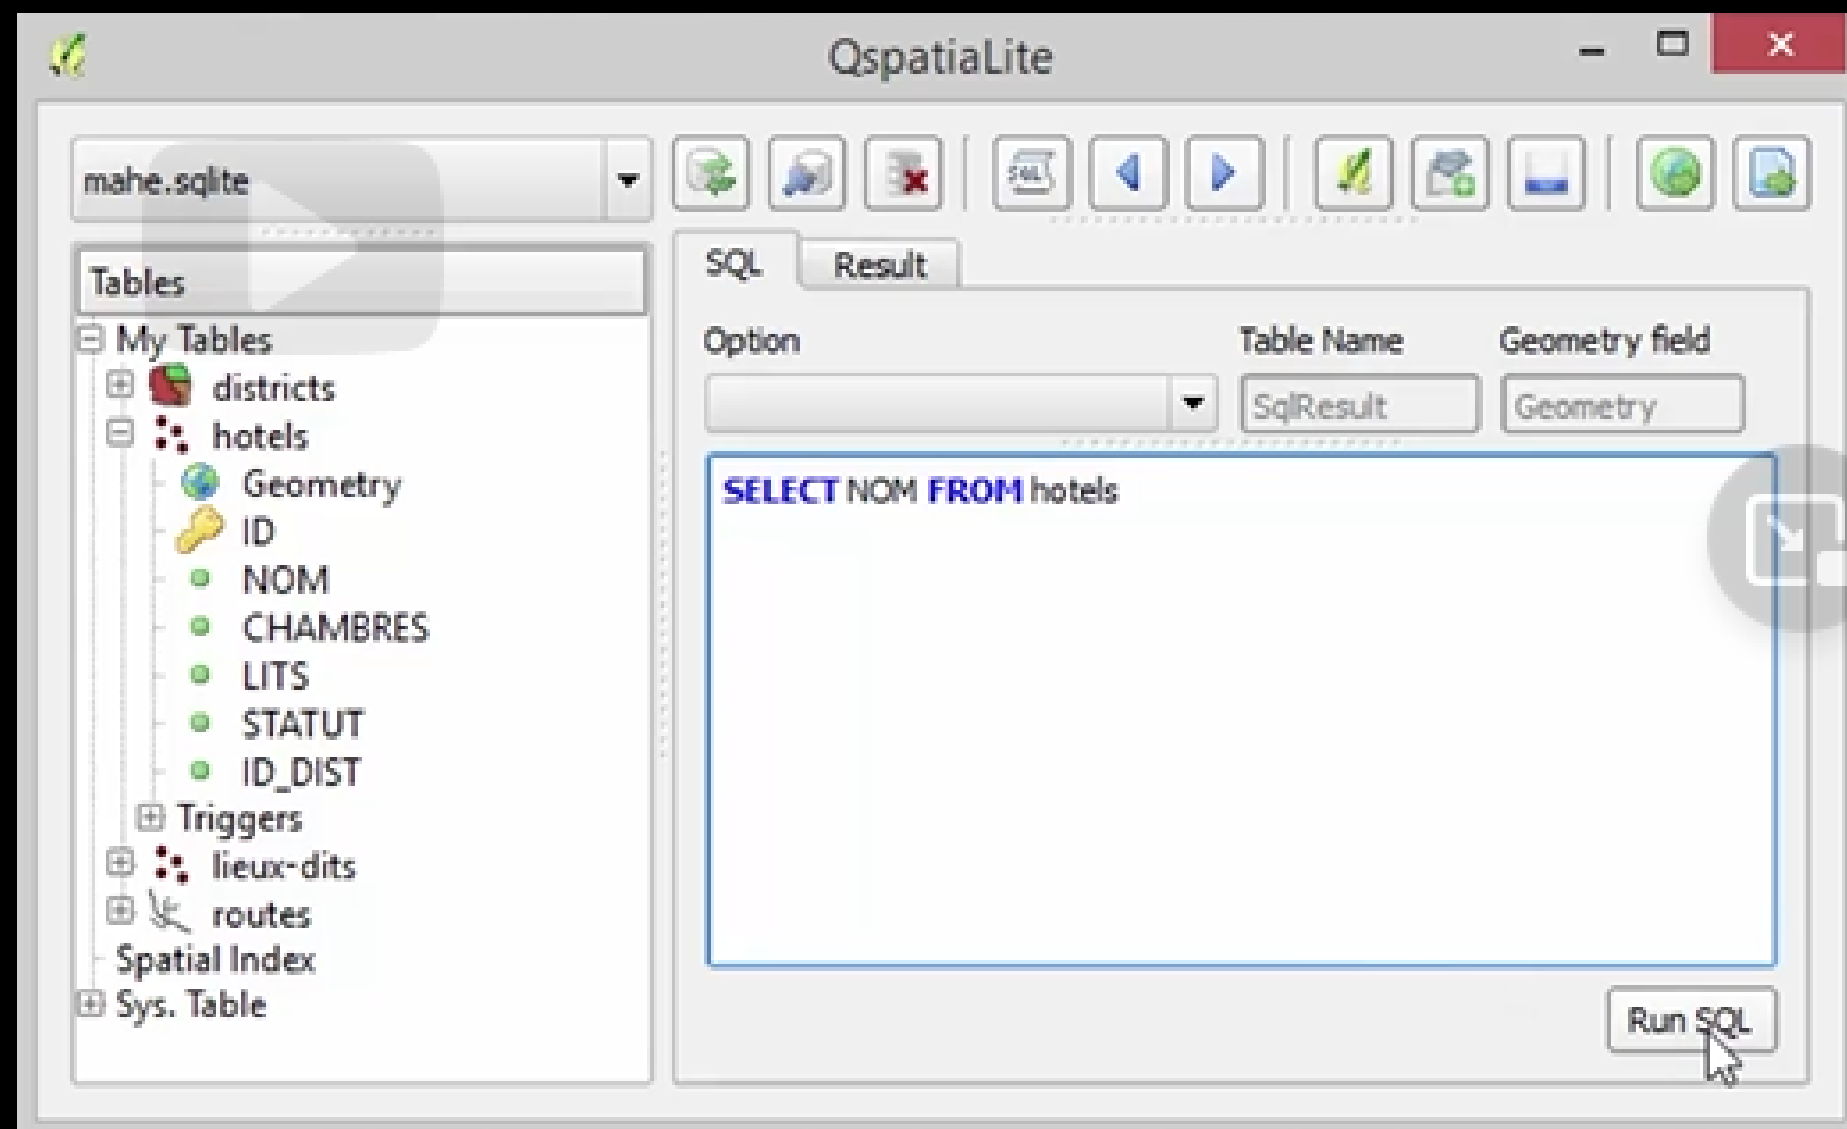 QspatiaLite
mahe.sqlite
SQL
Tables
SQL Result
My Tables
Option Table Name Geometry field
districts
SqlResult Geometry
hotels
Geometry
SELECT NOM FROM hotels
ID
NOM
CHAMBRES
LITS
STATUT
ID_DIST
Triggers
lieux-dits
routes
Spatial Index
Sys. Table
Run SQL